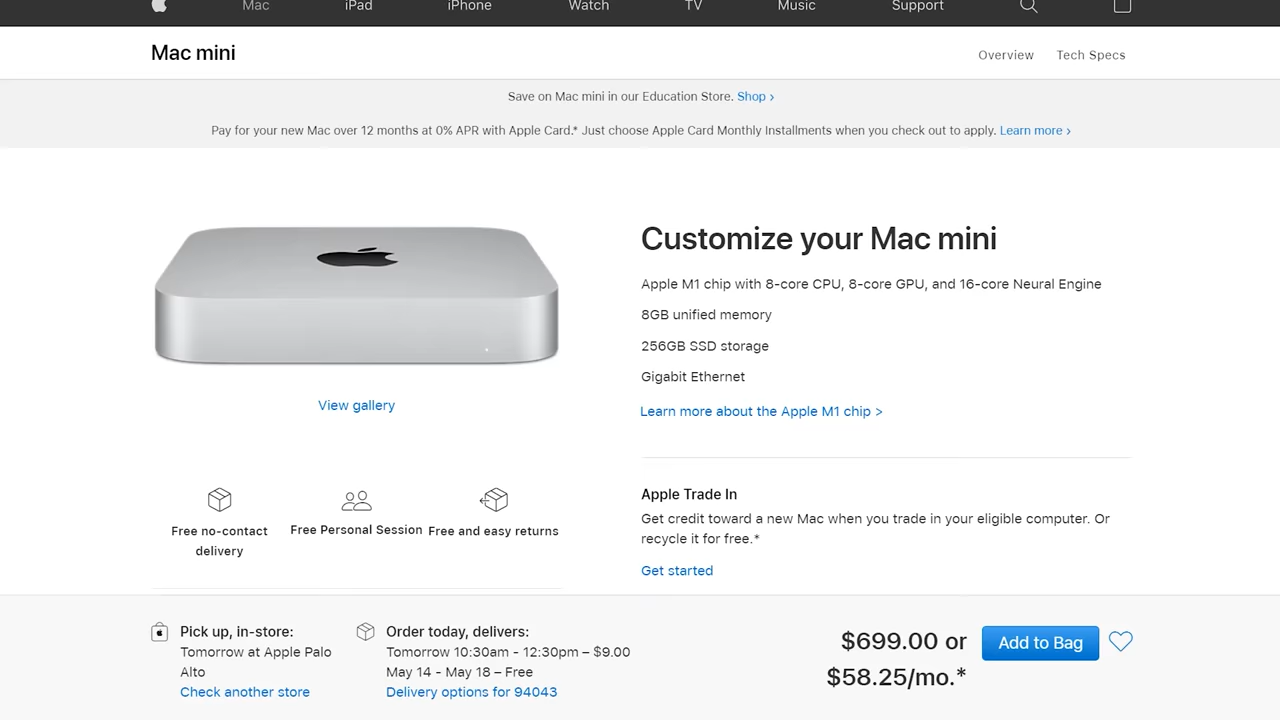 Mac iPad iPhone Watch TV Music Support
Mac mini
Overview Tech Specs
Save on Mac mini in our Education Store. Shop ›
Pay for your new Mac over 12 months at 0% APR with Apple Card.* Just choose Apple Card Monthly Installments when you check out to apply. Learn more ›
Customize your Mac mini
Apple M1 chip with 8-core CPU, 8-core GPU, and 16-core Neural Engine
8GB unified memory
256GB SSD storage
Gigabit Ethernet
Learn more about the Apple M1 chip >
View gallery
Free no-contact
delivery
Free Personal Session
Free and easy returns
Apple Trade In
Get credit toward a new Mac when you trade in your eligible computer. Or
recycle it for free.*
Get started
Pick up, in-store:
Tomorrow at Apple Palo
Alto
Check another store
Order today, delivers:
Tomorrow 10:30am - 12:30pm – $9.00
May 14 - May 18 – Free
Delivery options for 94043
$699.00 or
$58.25/mo.*
Add to Bag